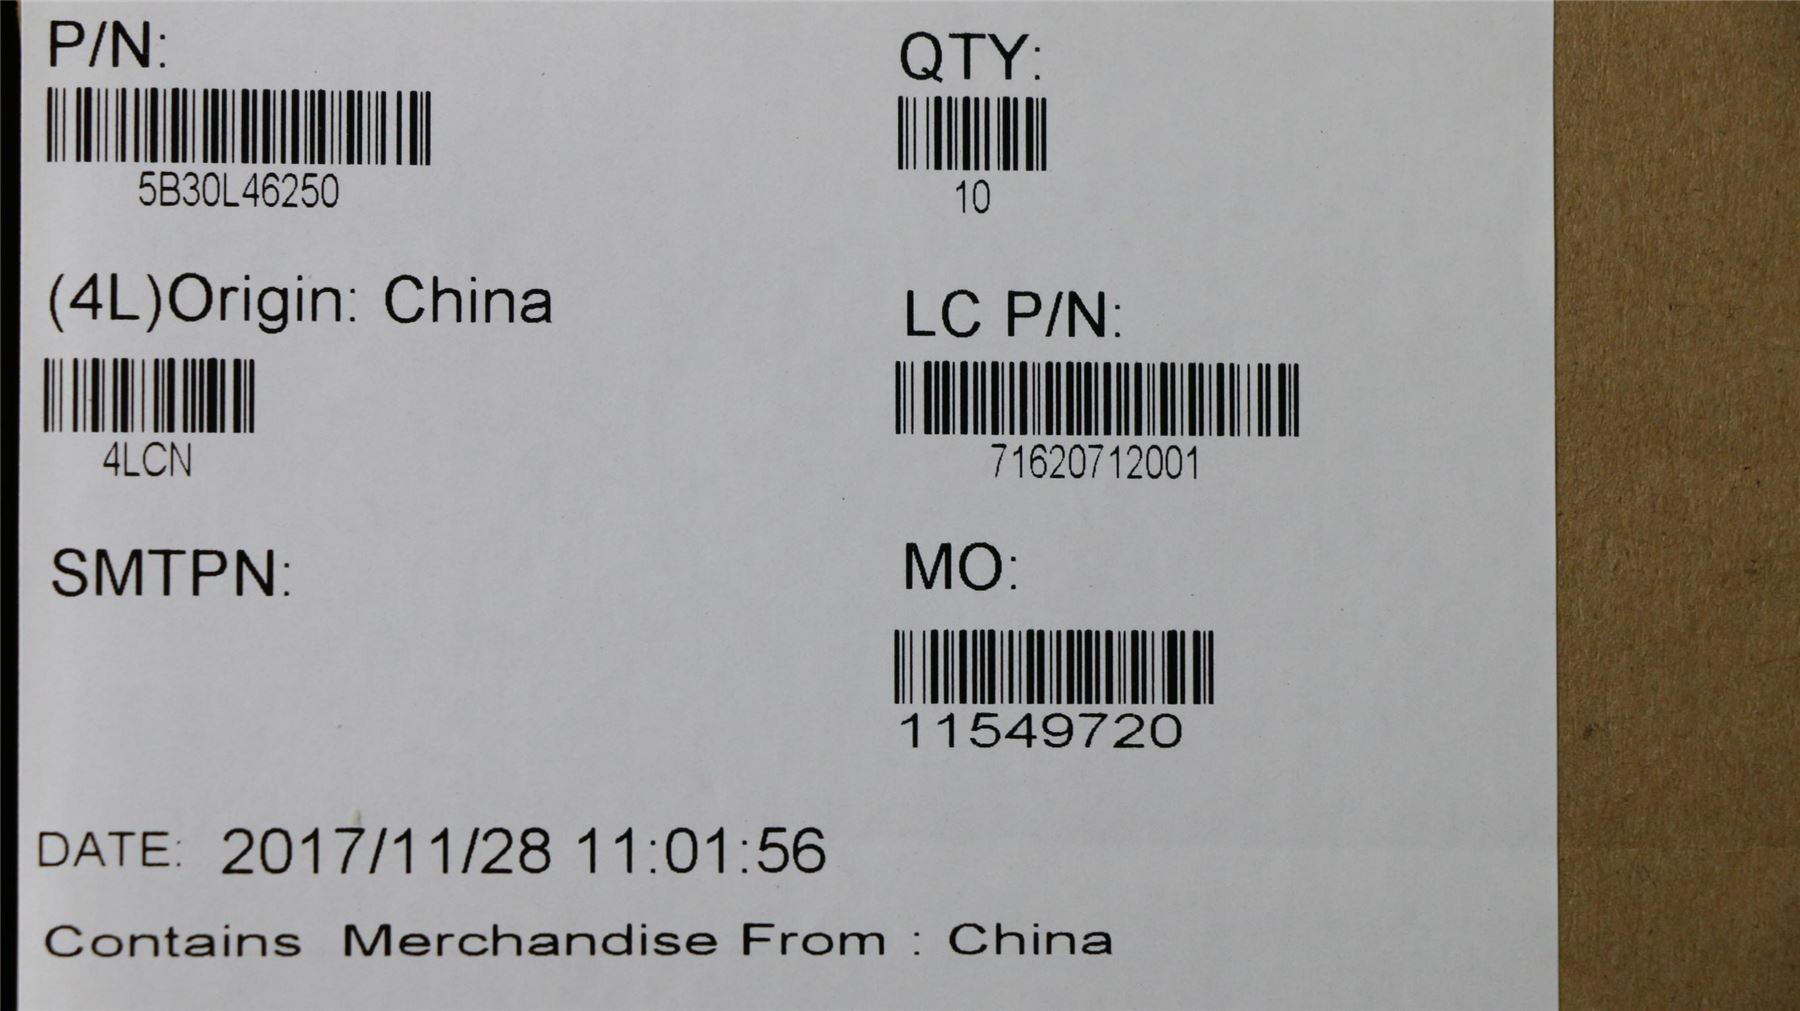 P/N:
5B30L46250
QTY:
10
(4L)Origin: China
4LCN
LC P/N:
71620712001
SMTPN:
MO:
11549720
DATE: 2017/11/28 11:01:56
Contains Merchandise From : China